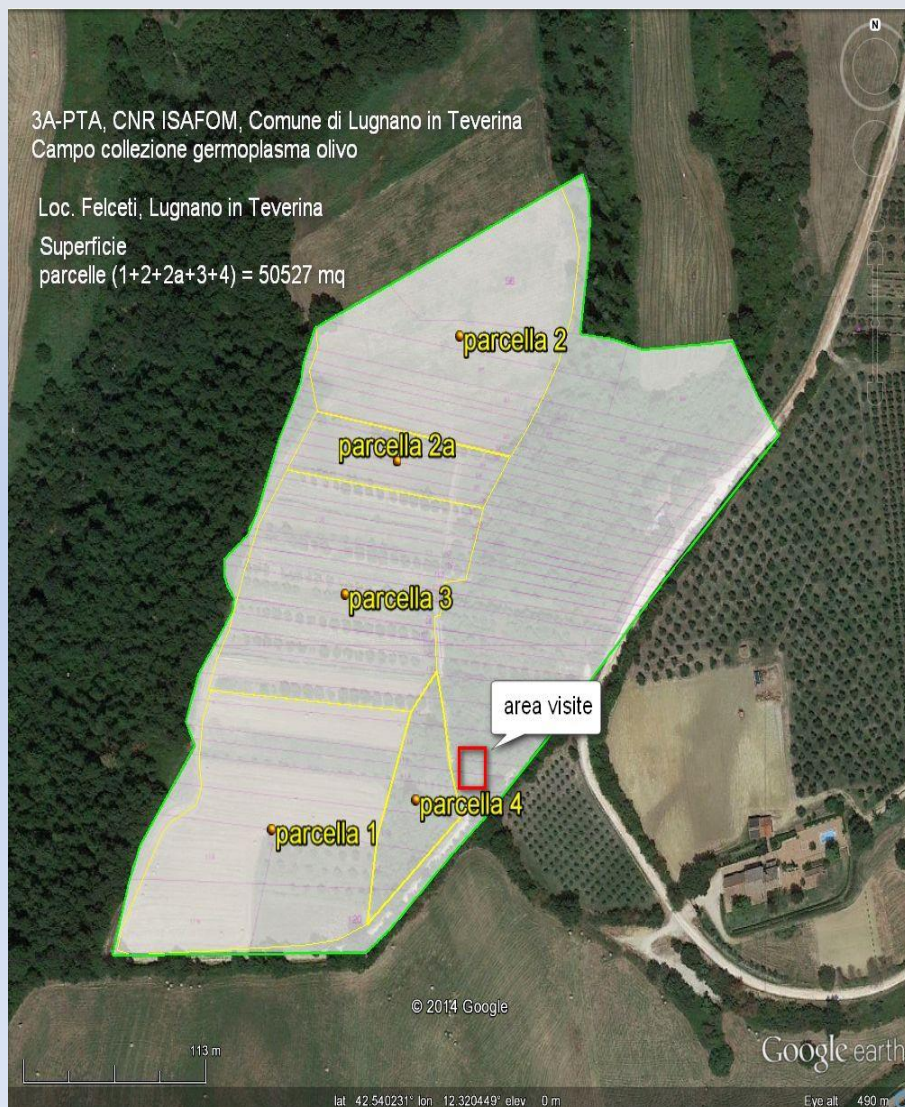 N
3A-PTA, CNR ISAFOM, Comune di Lugnano in Teverina
Campo collezione germoplasma olivo
Loc. Felceti, Lugnano in Teverina
Superficie
parcelle (1+2+2a+3+4) = 50527 mq
parcella 2
parcella 2a
parcella 3
area visite
parcella 4
parcella 1
© 2014 Google
113 m
Google earth
lat 42.540231° lon 12.320449° elev 0 m
Eye alt 490 m